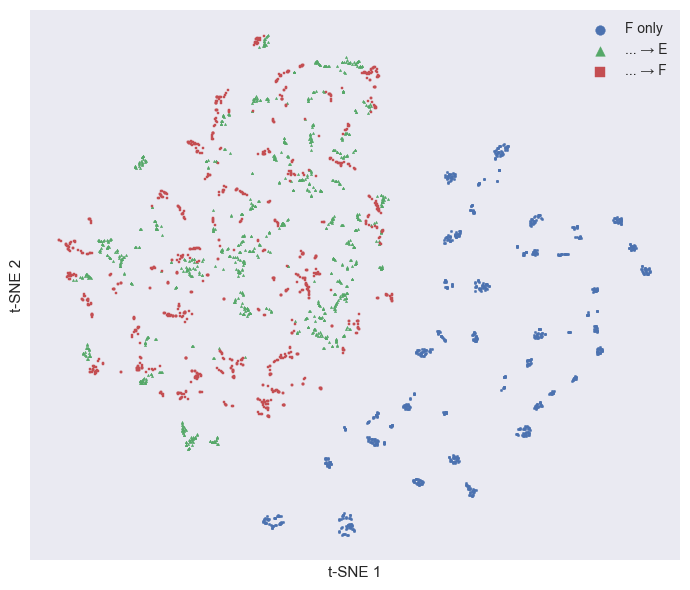 F only
... → E
... → F
t-SNE 2
t-SNE 1